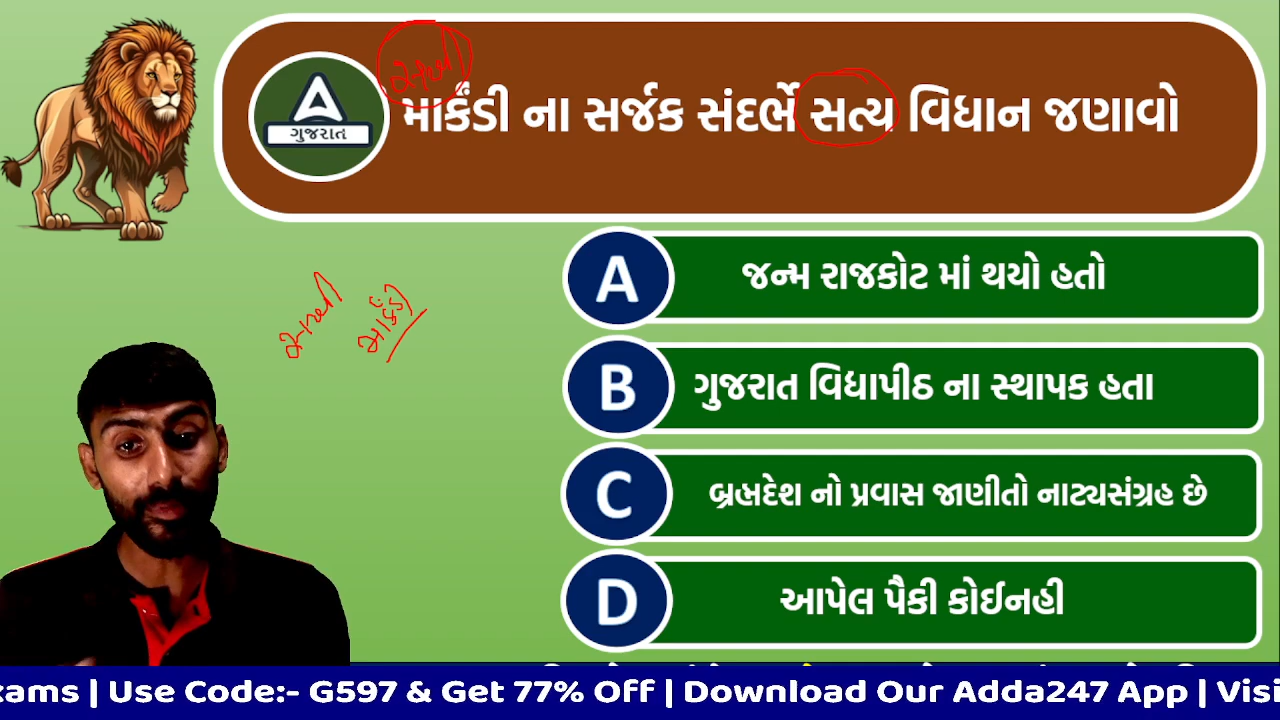 સ્મરણ
ગુજરાત
માર્કંડી ના સર્જક સંદર્ભે સત્ય વિધાન જણાવો
A જન્મ રાજકોટ માં થયો હતો
B ગુજરાત વિદ્યાપીઠ ના સ્થાપક હતા
માર્કંડી
C બ્રહ્મદેશ નો પ્રવાસ જાણીતો નાટ્યસંગ્રહ છે
D આપેલ પૈકી કોઈનહી
xams | Use Code:- G597 & Get 77% Off | Download Our Adda247 App | Visi